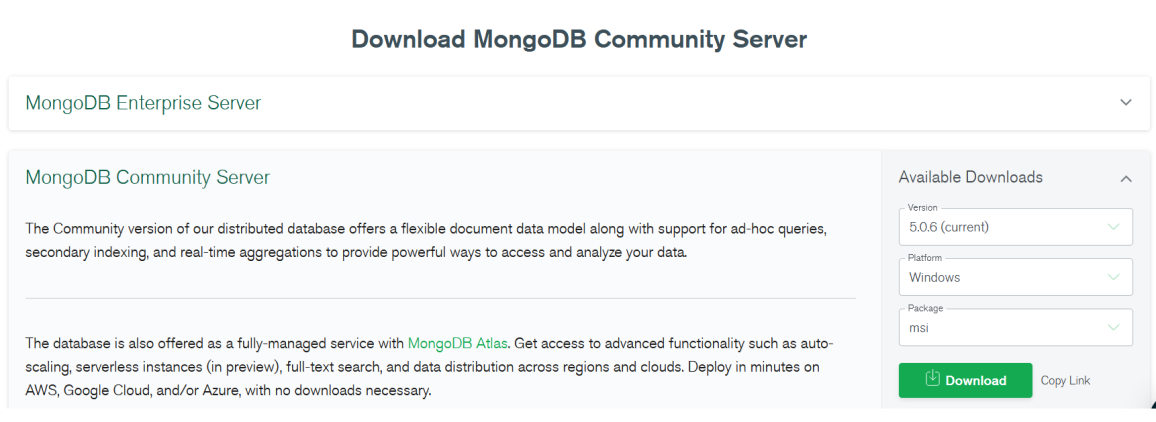 Download MongoDB Community Server
MongoDB Enterprise Server
MongoDB Community Server
The Community version of our distributed database offers a flexible document data model along with support for ad-hoc queries,
secondary indexing, and real-time aggregations to provide powerful ways to access and analyze your data.
The database is also offered as a fully-managed service with MongoDB Atlas. Get access to advanced functionality such as auto-
scaling, serverless instances (in preview), full-text search, and data distribution across regions and clouds. Deploy in minutes on
AWS, Google Cloud, and/or Azure, with no downloads necessary.
Available Downloads
Version
5.0.6 (current)
Platform
Windows
Package
msi
Download Copy Link